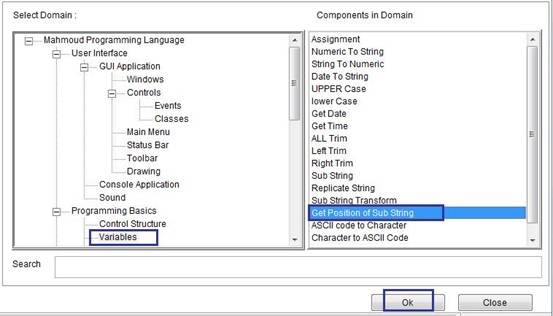 Select Domain :
Components in Domain
Mahmoud Programming Language
User Interface
GUI Application
Windows
Controls
Events
Classes
Main Menu
Status Bar
Toolbar
Drawing
Console Application
Sound
Programming Basics
Control Structure
Variables
Assignment
Numeric To String
String To Numeric
Date To String
UPPER Case
lower Case
Get Date
Get Time
ALL Trim
Left Trim
Right Trim
Sub String
Replicate String
Sub String Transform
Get Position of Sub String
ASCII code to Character
Character to ASCII Code
Search
Ok
Close